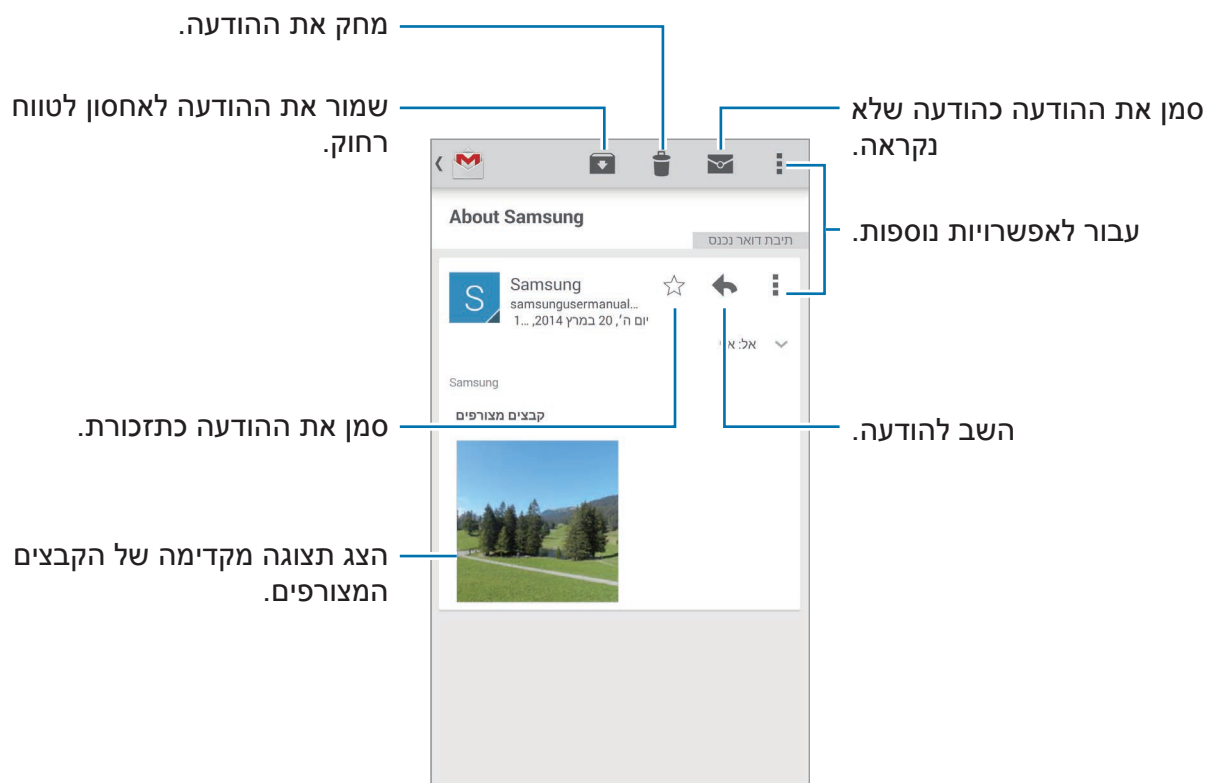 מחק את ההודעה.
שמור את ההודעה לאחסון לטווח
רחוק.
סמן את ההודעה כהודעה שלא
נקראה.
עבור לאפשרויות נוספות.
About Samsung
תיבת דואר נכנס
S
Samsung
samsungusermanual...
יום ה׳, 20 במרץ 2014, 1...
אל:
Samsung
קבצים מצורפים
סמן את ההודעה כתזכורת.
השב להודעה.
הצג תצוגה מקדימה של הקבצים
המצורפים.